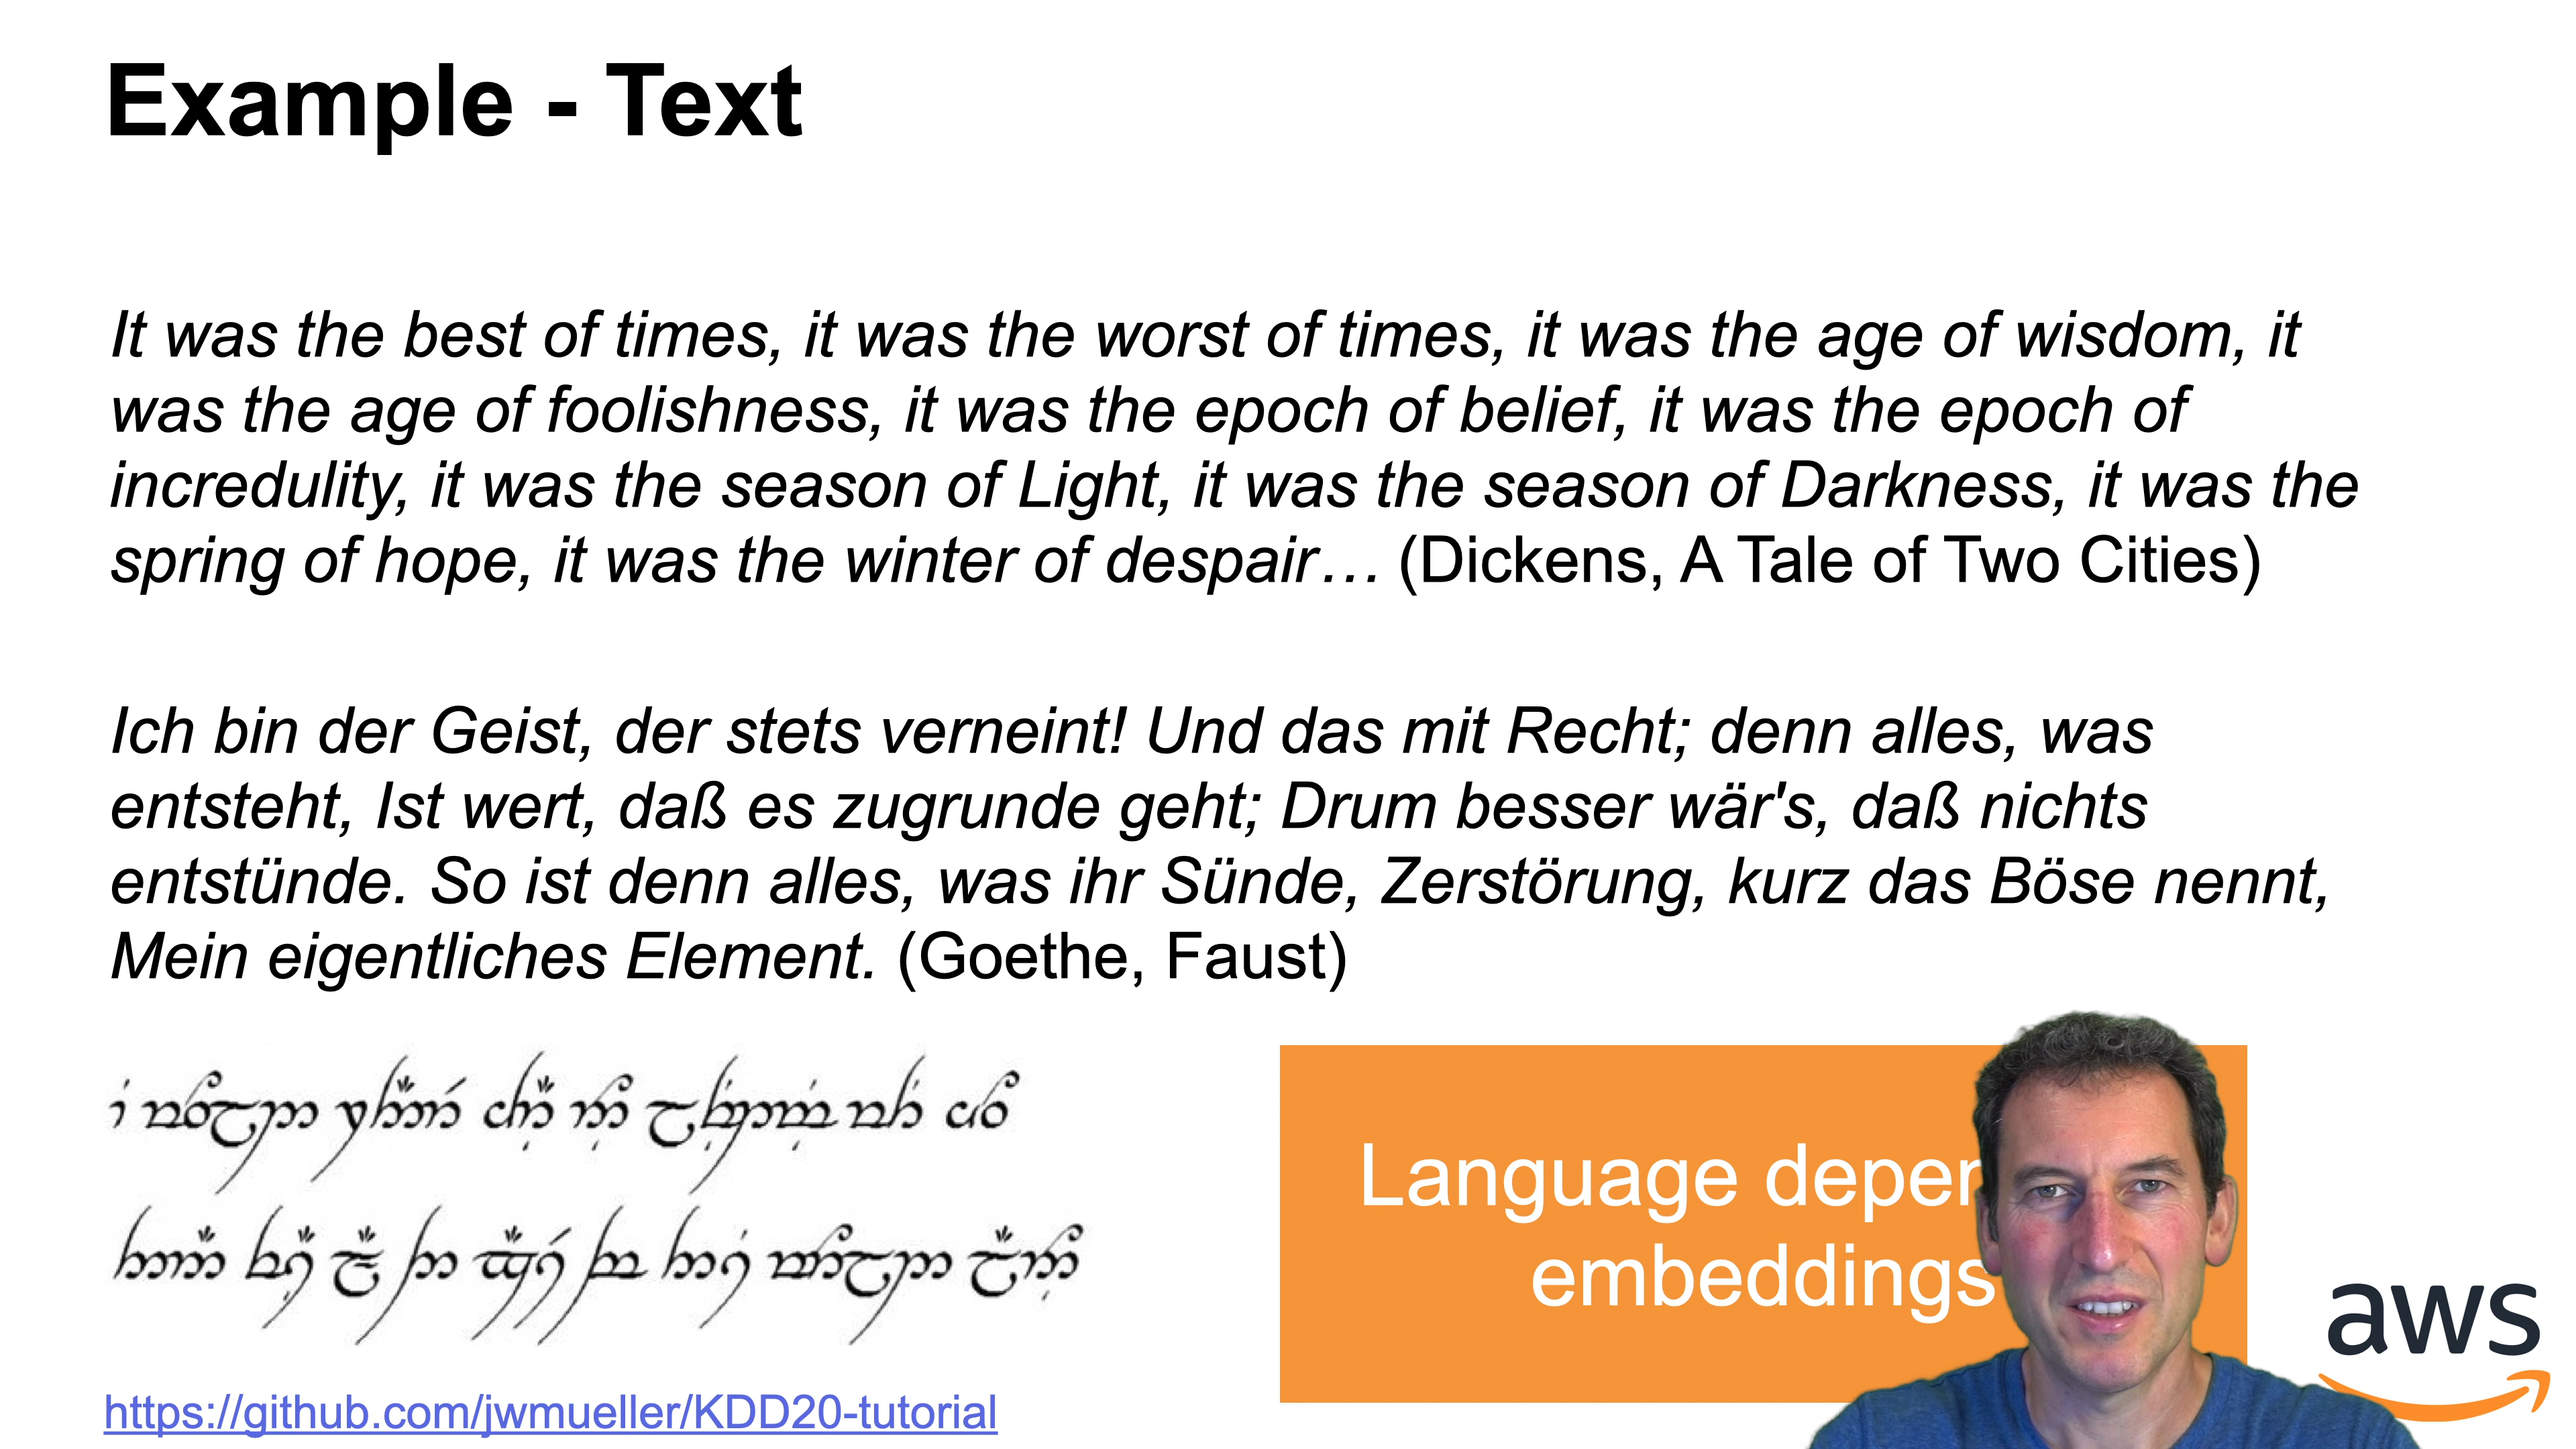 Example - Text
It was the best of times, it was the worst of times, it was the age of wisdom, it
was the age of foolishness, it was the epoch of belief, it was the epoch of
incredulity, it was the season of Light, it was the season of Darkness, it was the
spring of hope, it was the winter of despair… (Dickens, A Tale of Two Cities)
Ich bin der Geist, der stets verneint! Und das mit Recht; denn alles, was
entsteht, Ist wert, daß es zugrunde geht; Drum besser wär's, daß nichts
entstünde. So ist denn alles, was ihr Sünde, Zerstörung, kurz das Böse nennt,
Mein eigentliches Element. (Goethe, Faust)
Language
embeddings
aws
https://github.com/jwmueller/KDD20-tutorial